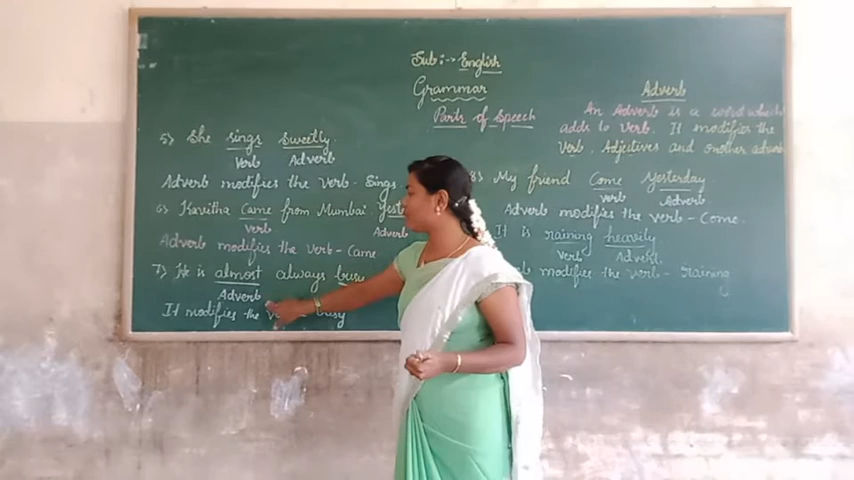 Sub:- English
Grammar
Parts of Speech
5) She sings Sweetly.
Verb Adverb
Adverb modifies the Verb - Sings
6) Kavitha Came from Mumbai
Verb Adverb
Adverb modifies the Verb - Came
7) He is almost always busy
Adverb
It modifies the busy
Adverb
An Adverb is a word which
adds to Verb. It modifies the
Verb, Adjectives and another
8) My friend Come Yesterday
Verb Adverb
Adverb modifies the Verb - Come.
It is raining heavily
Verb Adverb
modifies the Verb - raining